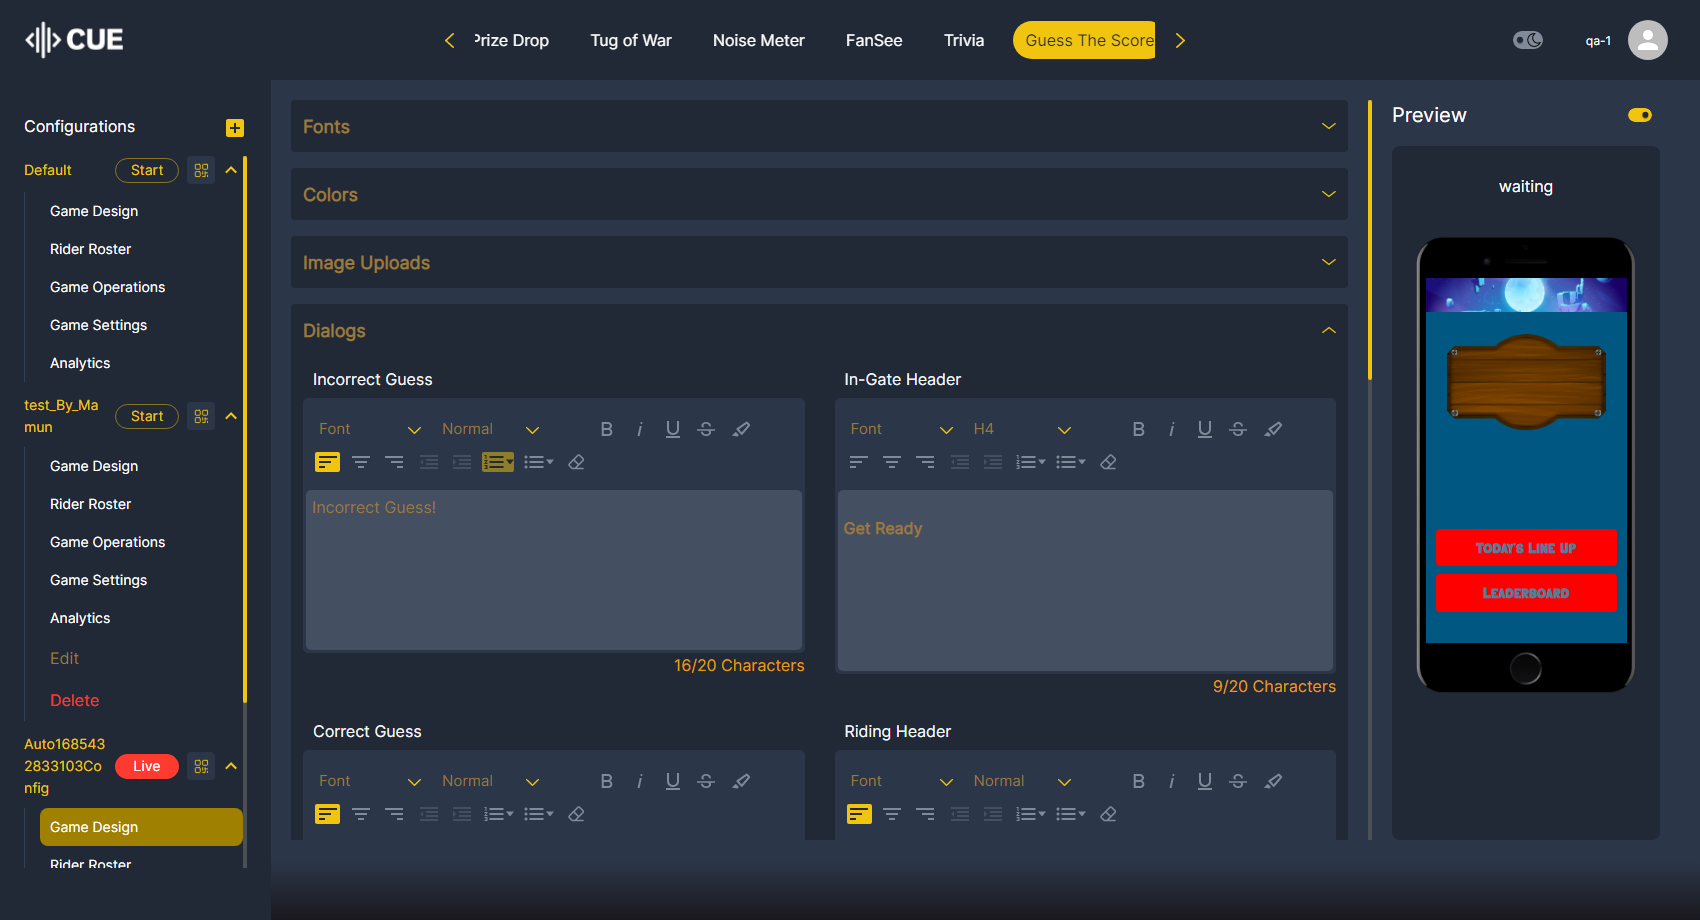 CUE
Prize Drop
Tug of War
Noise Meter
FanSee
Trivia
Guess The Score
qa-1
Configurations
Default
Start
Game Design
Rider Roster
Game Operations
Game Settings
Analytics
test_By_Ma
mun
Start
Game Design
Rider Roster
Game Operations
Game Settings
Analytics
Edit
Delete
Auto168543
2833103Co
nfig
Live
Game Design
Rider Roster
Fonts
Colors
Image Uploads
Dialogs
Incorrect Guess
Font
Normal
B
i
U
S
Incorrect Guess!
16/20 Characters
In-Gate Header
Font
H4
B
i
U
S
Get Ready
9/20 Characters
Correct Guess
Font
Normal
B
i
U
S
Riding Header
Font
Normal
B
i
U
S
Preview
waiting
Today's Line Up
Leaderboard